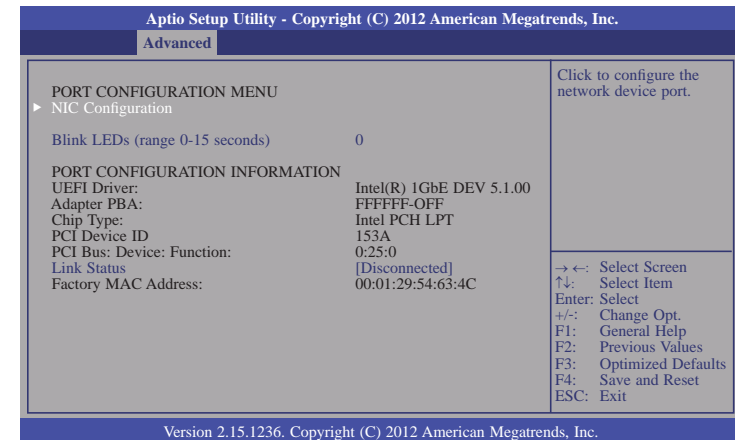 Aptio Setup Utility - Copyright (C) 2012 American Megatrends, Inc.
Advanced
PORT CONFIGURATION MENU
► NIC Configuration
Blink LEDs (range 0-15 seconds) 0
PORT CONFIGURATION INFORMATION
UEFI Driver: Intel(R) 1GbE DEV 5.1.00
Adapter PBA: FFFFFF-OFF
Chip Type: Intel PCH LPT
PCI Device ID 153A
PCI Bus: Device: Function: 0:25:0
Link Status [Disconnected]
Factory MAC Address: 00:01:29:54:63:4C
Click to configure the
network device port.
→ ←: Select Screen
↑↓: Select Item
Enter: Select
+/-: Change Opt.
F1: General Help
F2: Previous Values
F3: Optimized Defaults
F4: Save and Reset
ESC: Exit
Version 2.15.1236. Copyright (C) 2012 American Megatrends, Inc.